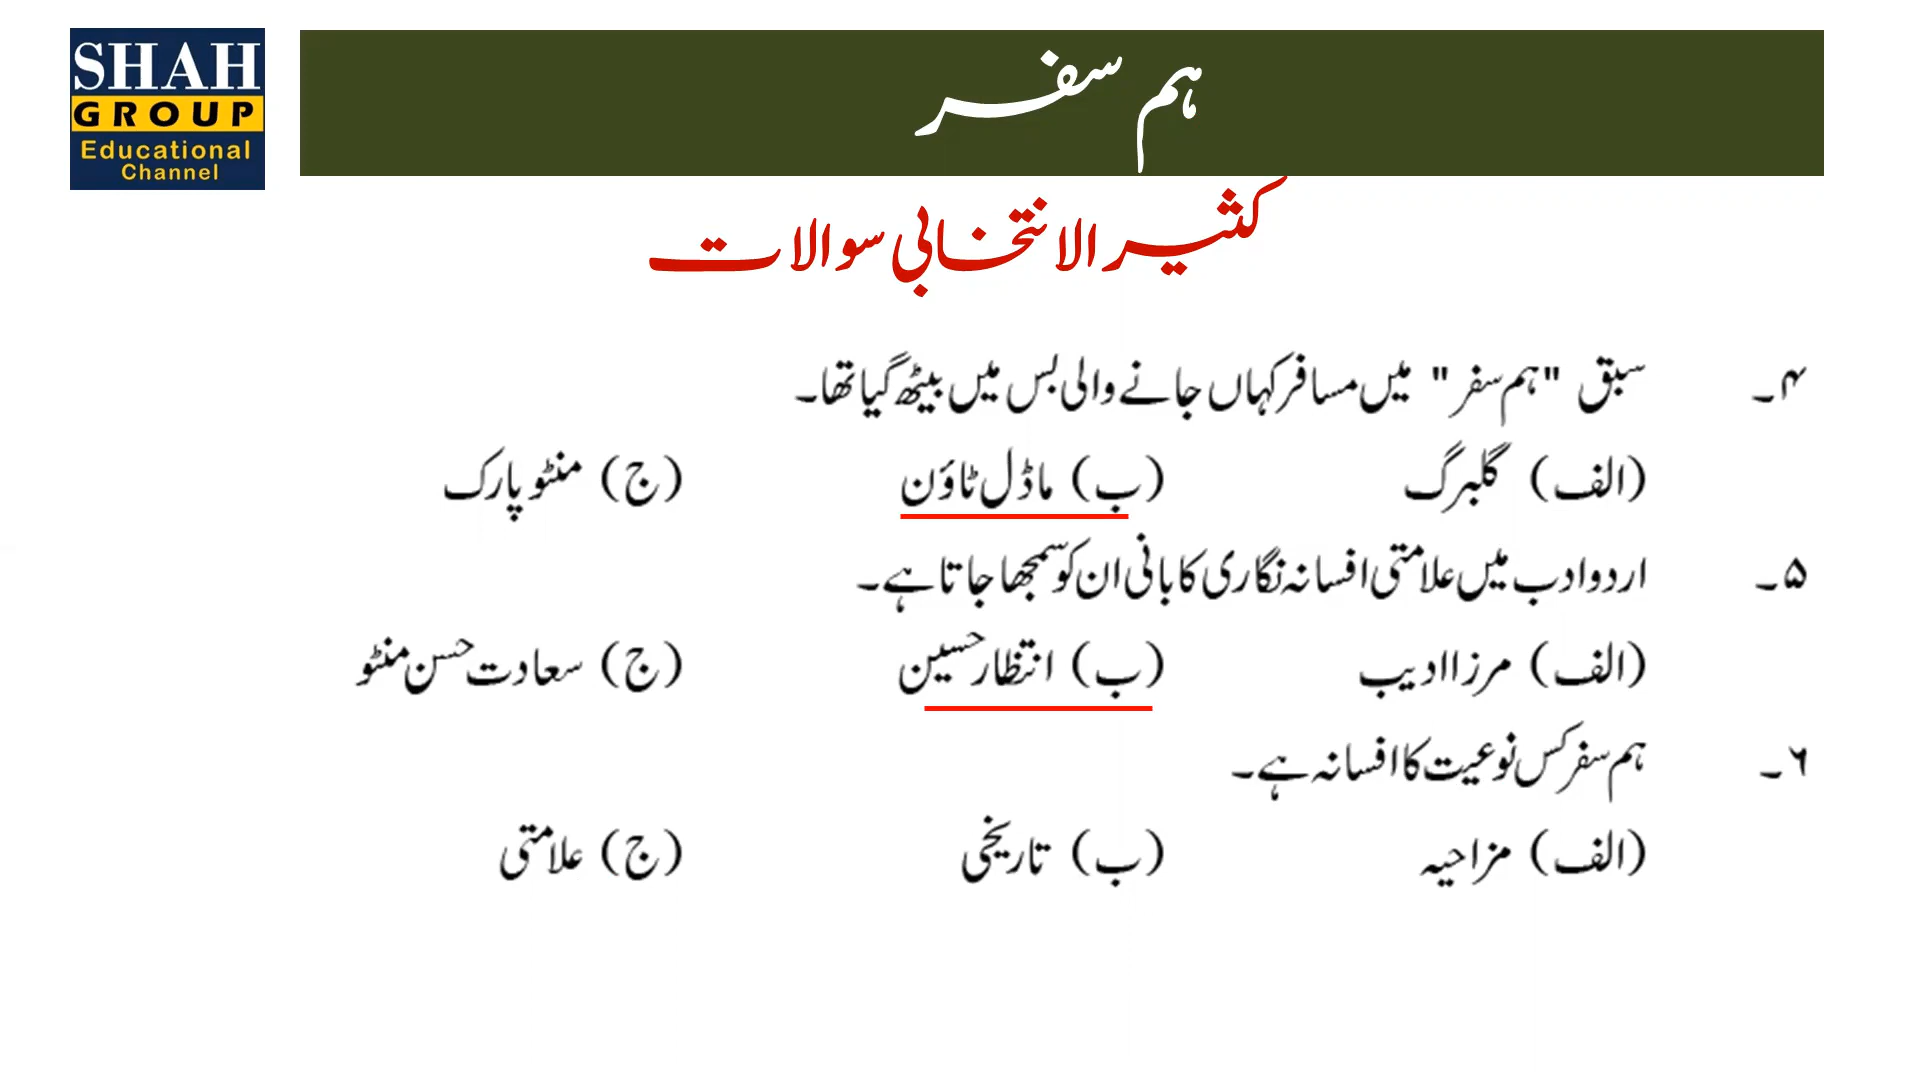 SHAH
GROUP
Educational
Channel
ہم سفر
کثیر الانتخابی سوالات
۴۔ سبق "ہم سفر" میں مسافر کہاں جانے والی بس میں بیٹھ گیا تھا۔
(الف) گلبرگ (ب) ماڈل ٹاؤن (ج) منٹو پارک
۵۔ اردو ادب میں علامتی افسانہ نگاری کا بانی ان کو سمجھا جاتا ہے۔
(الف) مرزا ادیب (ب) انتظار حسین (ج) سعادت حسن منٹو
۶۔ ہم سفر کس نوعیت کا افسانہ ہے۔
(الف) مزاحیہ (ب) تاریخی (ج) علامتی